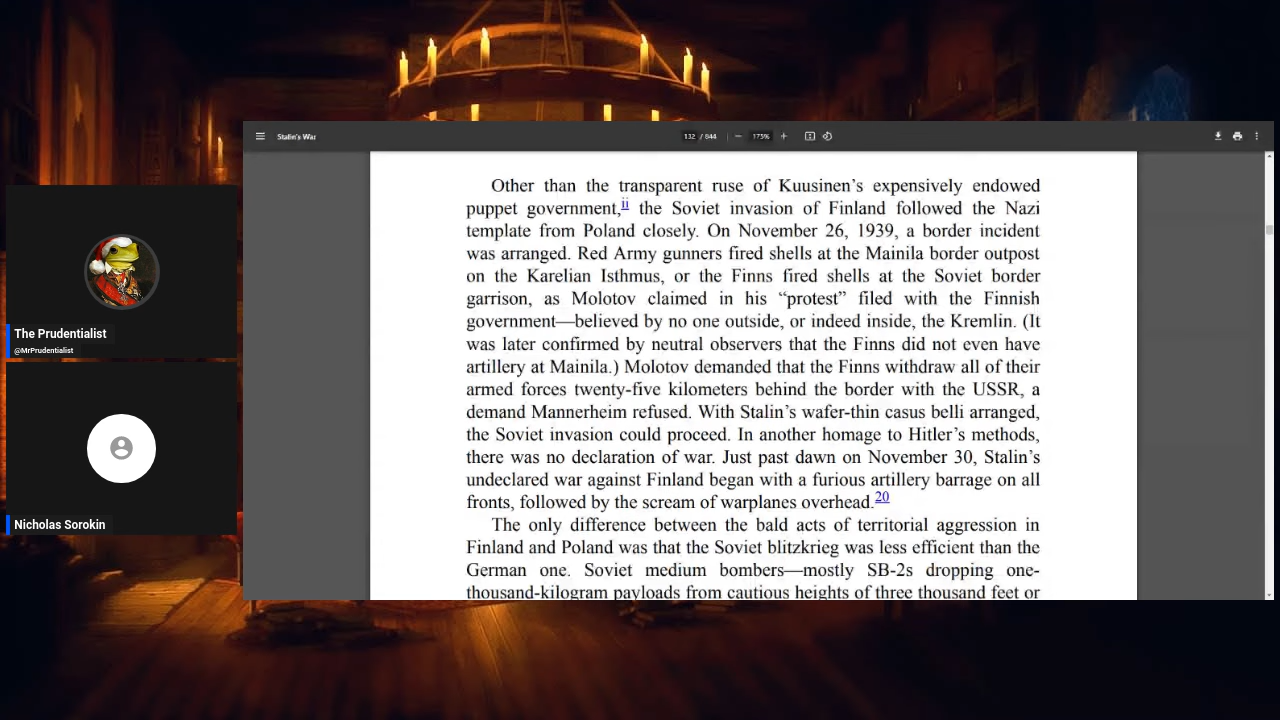 Stalin's War
132 / 844
175%
Other than the transparent ruse of Kuusinen's expensively endowed
puppet government,ii the Soviet invasion of Finland followed the Nazi
template from Poland closely. On November 26, 1939, a border incident
was arranged. Red Army gunners fired shells at the Mainila border outpost
on the Karelian Isthmus, or the Finns fired shells at the Soviet border
garrison, as Molotov claimed in his “protest” filed with the Finnish
government—believed by no one outside, or indeed inside, the Kremlin. (It
was later confirmed by neutral observers that the Finns did not even have
artillery at Mainila.) Molotov demanded that the Finns withdraw all of their
armed forces twenty-five kilometers behind the border with the USSR, a
demand Mannerheim refused. With Stalin's wafer-thin casus belli arranged,
the Soviet invasion could proceed. In another homage to Hitler's methods,
there was no declaration of war. Just past dawn on November 30, Stalin's
undeclared war against Finland began with a furious artillery barrage on all
fronts, followed by the scream of warplanes overhead.20
The only difference between the bald acts of territorial aggression in
Finland and Poland was that the Soviet blitzkrieg was less efficient than the
German one. Soviet medium bombers—mostly SB-2s dropping one-
thousand-kilogram payloads from cautious heights of three thousand feet or
The Prudentialist
@MrPrudentialist
Nicholas Sorokin